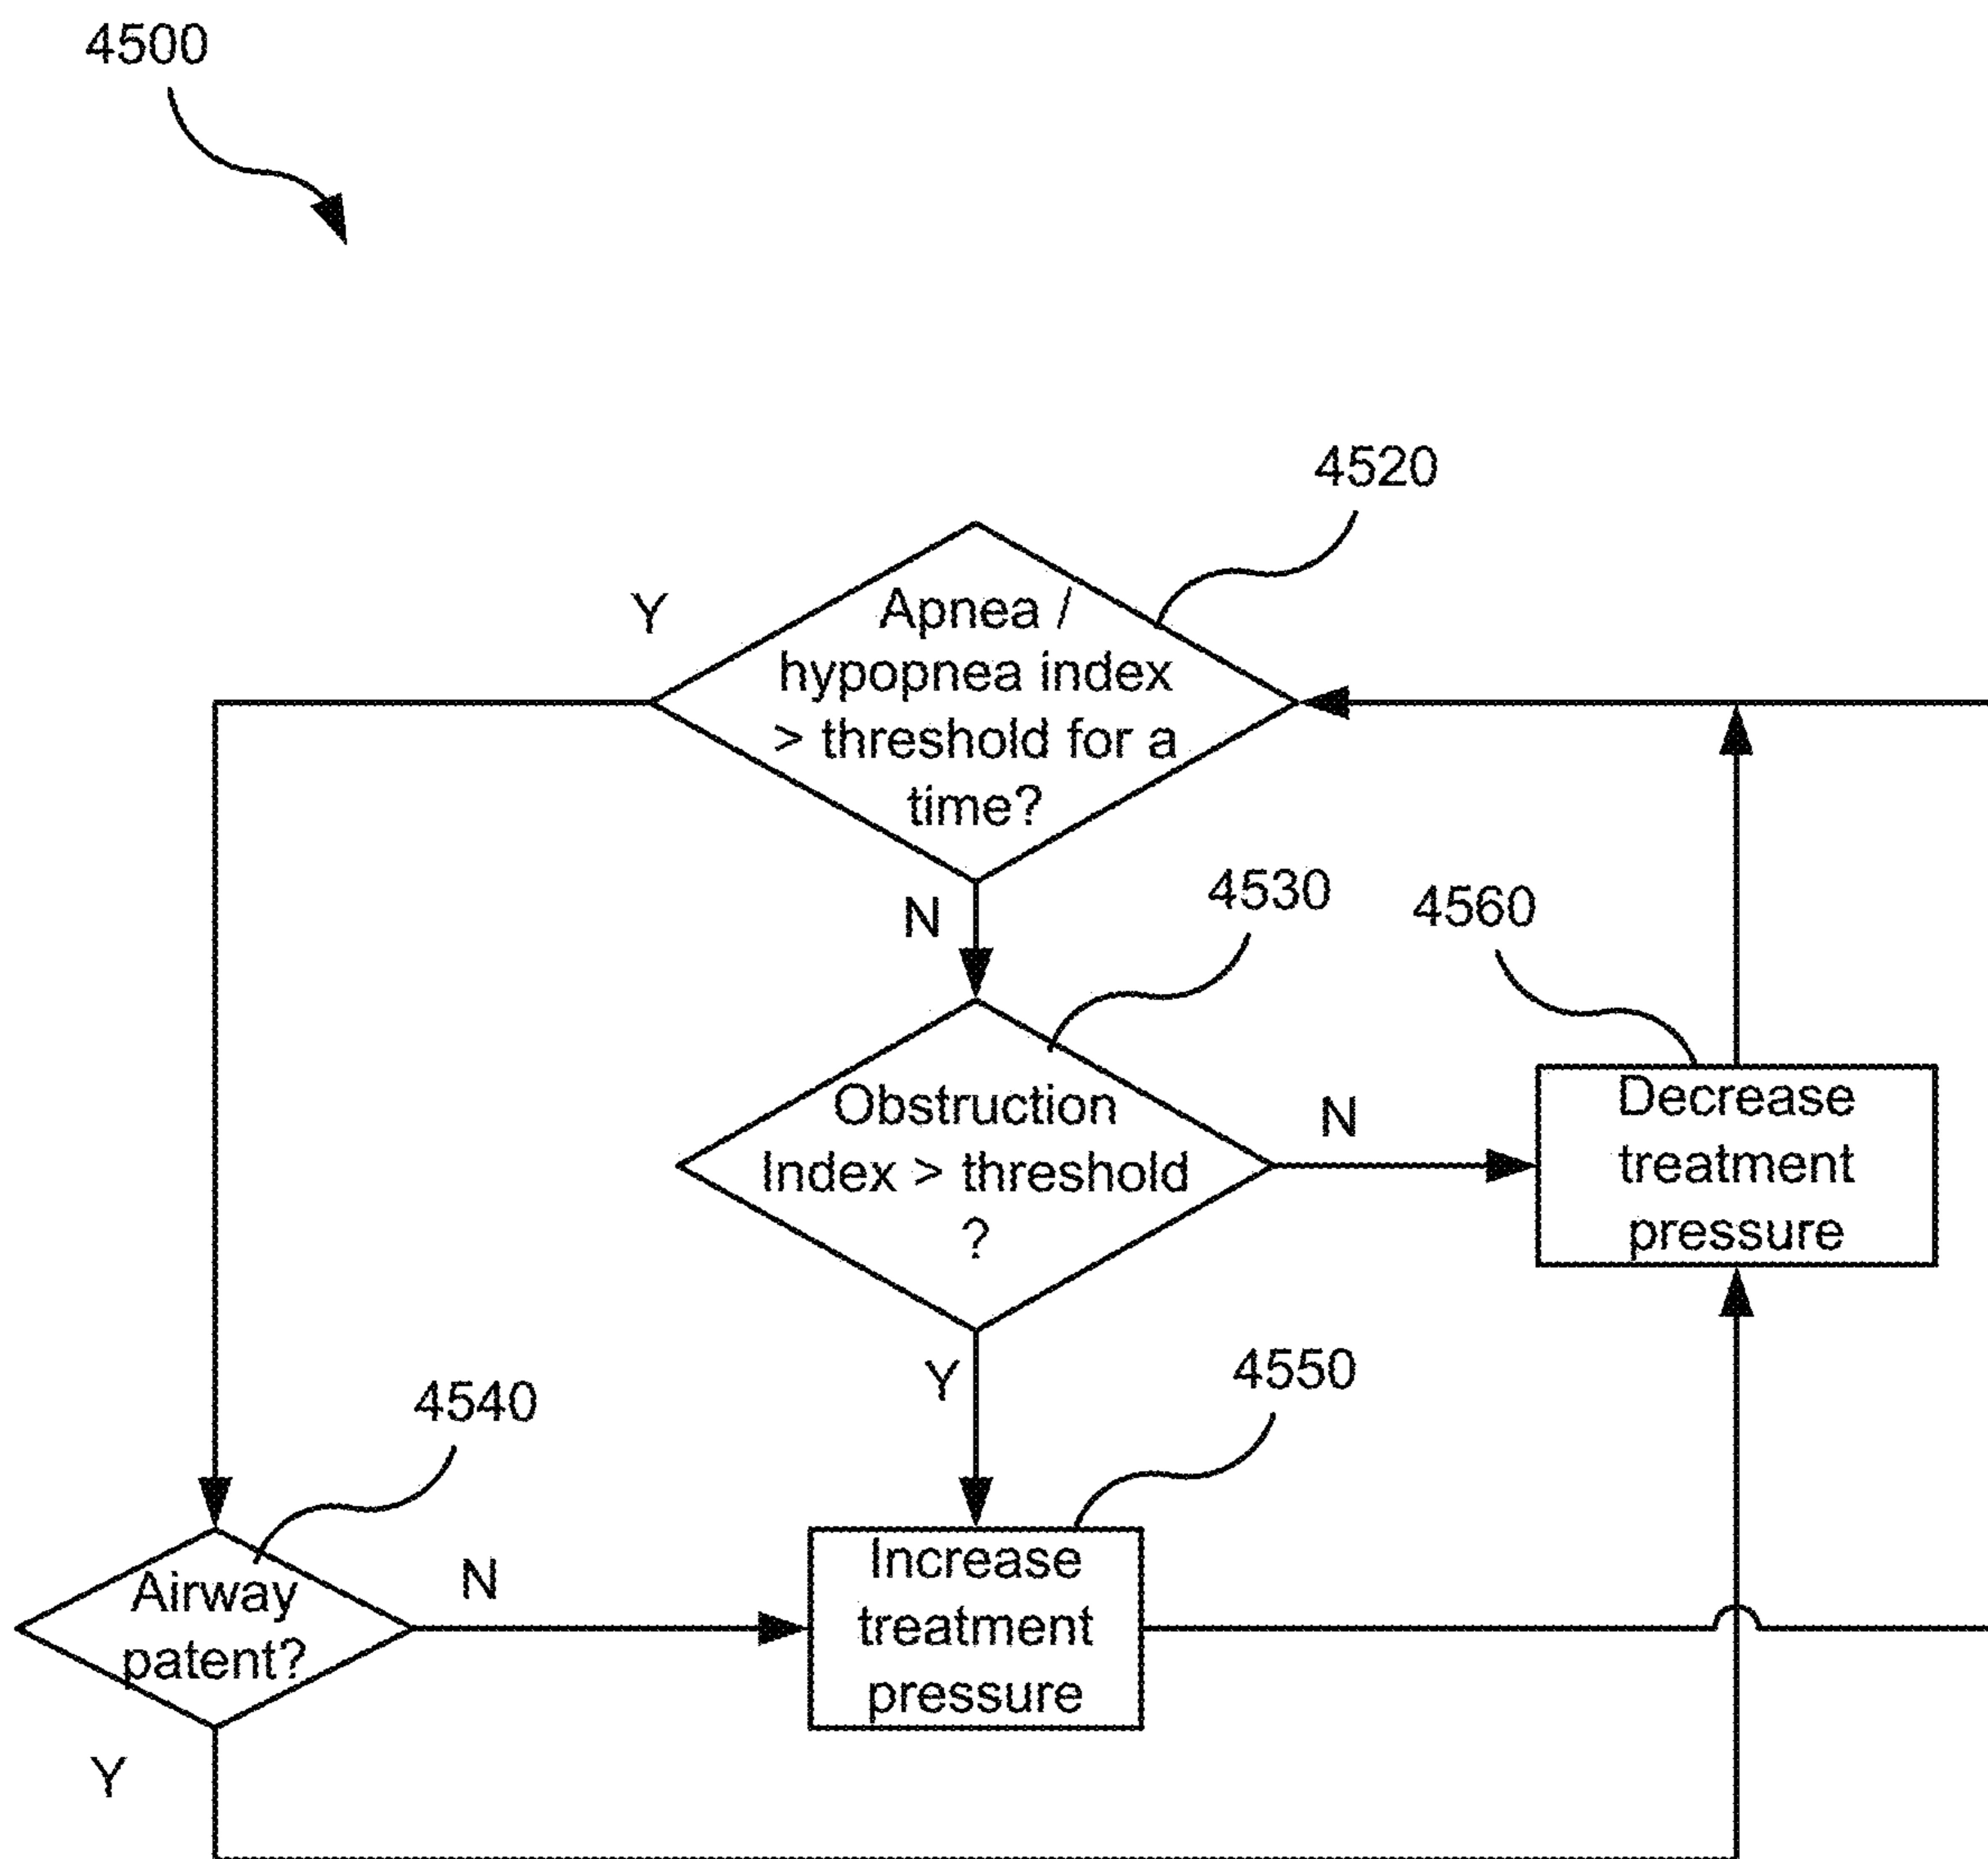 4500
4520
Y
Apnea /
hypopnea index
> threshold for a
time?
N
4530
4560
Obstruction
Index > threshold
?
N
Decrease
treatment
pressure
Y
4550
4540
Airway
patent?
N
Increase
treatment
pressure
Y